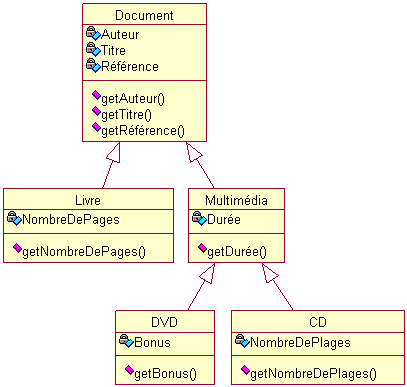 Document
Auteur
Titre
Référence
getAuteur()
getTitre()
getRéférence()
Livre
NombreDePages
getNombreDePages()
Multimédia
Durée
getDurée()
DVD
Bonus
getBonus()
CD
NombreDePlages
getNombreDePlages()